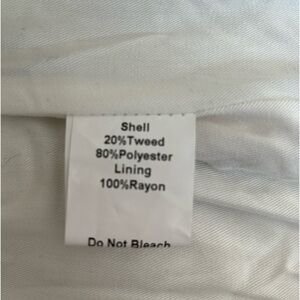 Shell
20%Tweed
80%Polyester
Lining
100%Rayon
Do Not Bleach